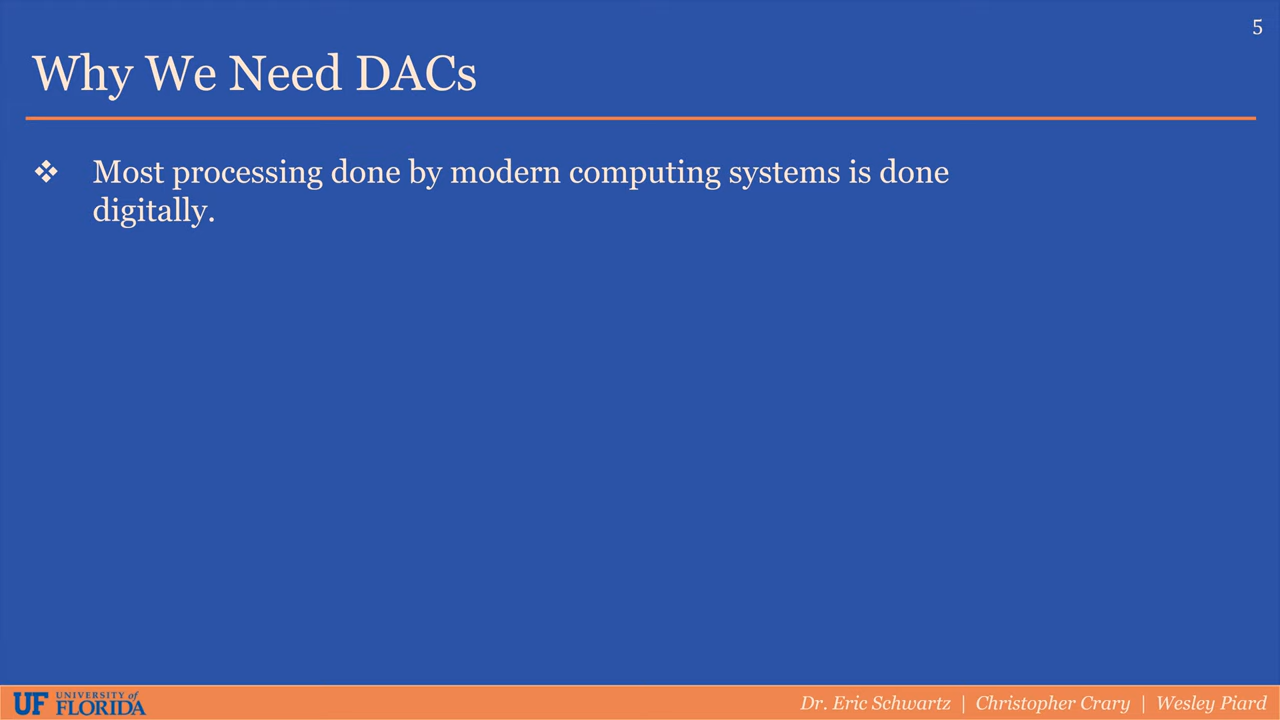 5
Why We Need DACs
❖ Most processing done by modern computing systems is done
digitally.
UF UNIVERSITY of
FLORIDA
Dr. Eric Schwartz | Christopher Crary | Wesley Piard